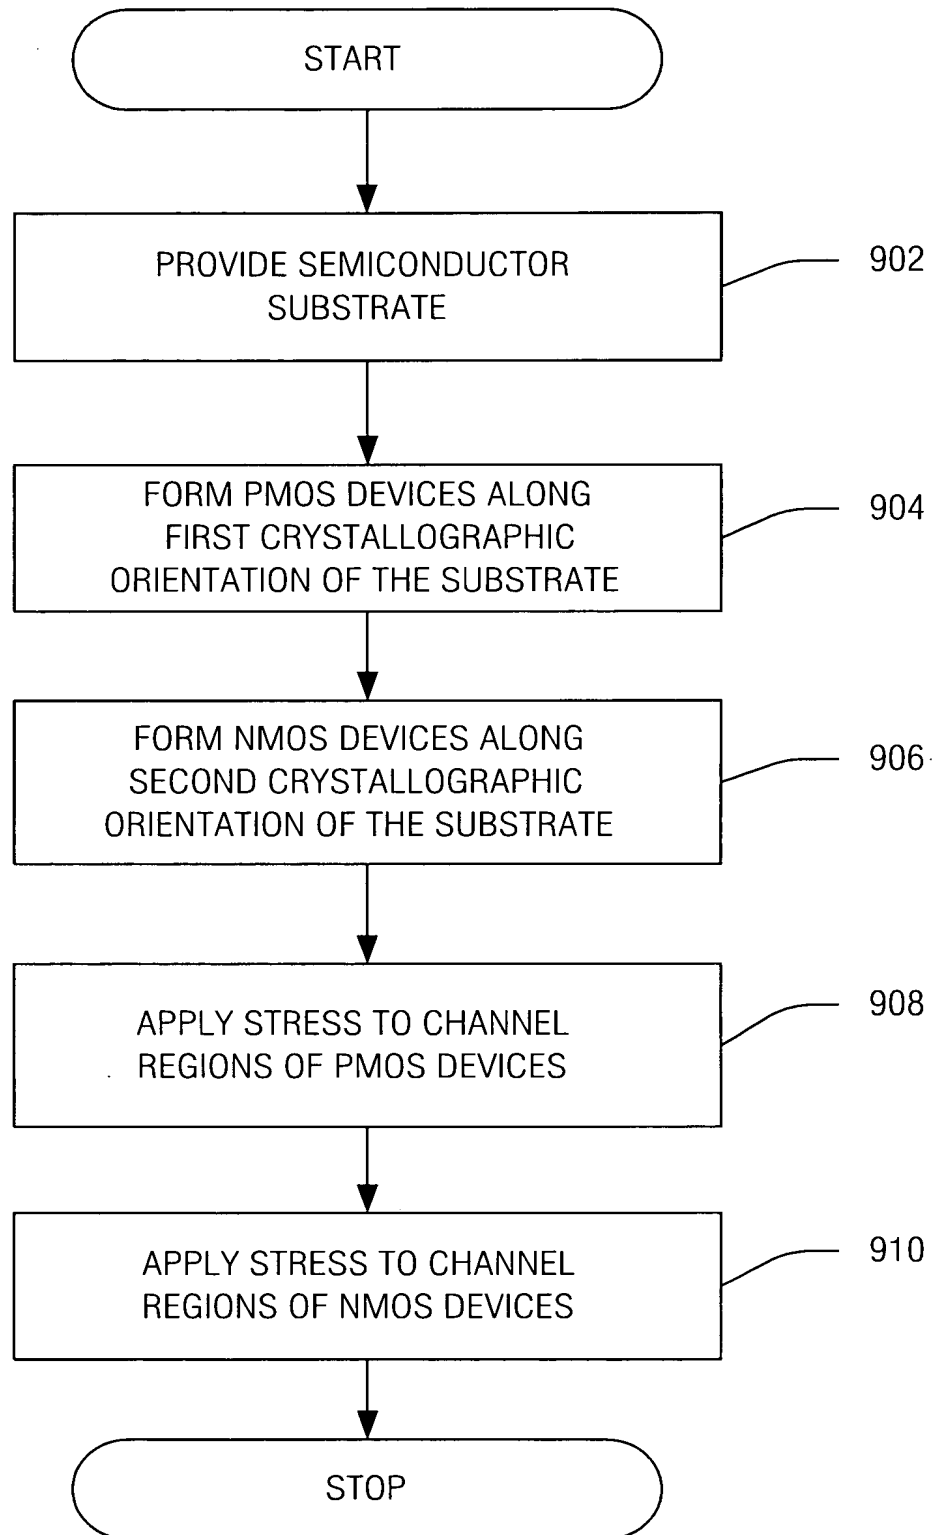 START
PROVIDE SEMICONDUCTOR
SUBSTRATE
902
FORM PMOS DEVICES ALONG
FIRST CRYSTALLOGRAPHIC
ORIENTATION OF THE SUBSTRATE
904
FORM NMOS DEVICES ALONG
SECOND CRYSTALLOGRAPHIC
ORIENTATION OF THE SUBSTRATE
906
APPLY STRESS TO CHANNEL
REGIONS OF PMOS DEVICES
908
APPLY STRESS TO CHANNEL
REGIONS OF NMOS DEVICES
910
STOP